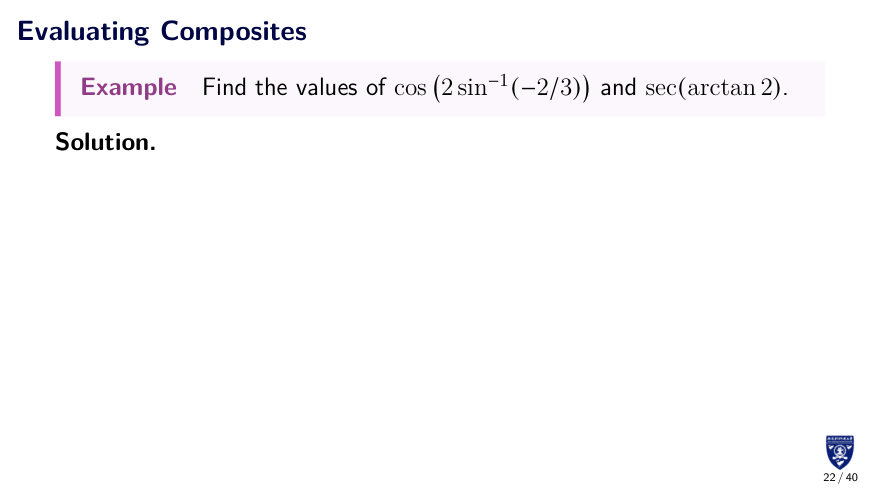 Evaluating Composites
Example Find the values of cos (2 sin⁻¹(−2/3)) and sec(arctan 2).
Solution.
22 / 40